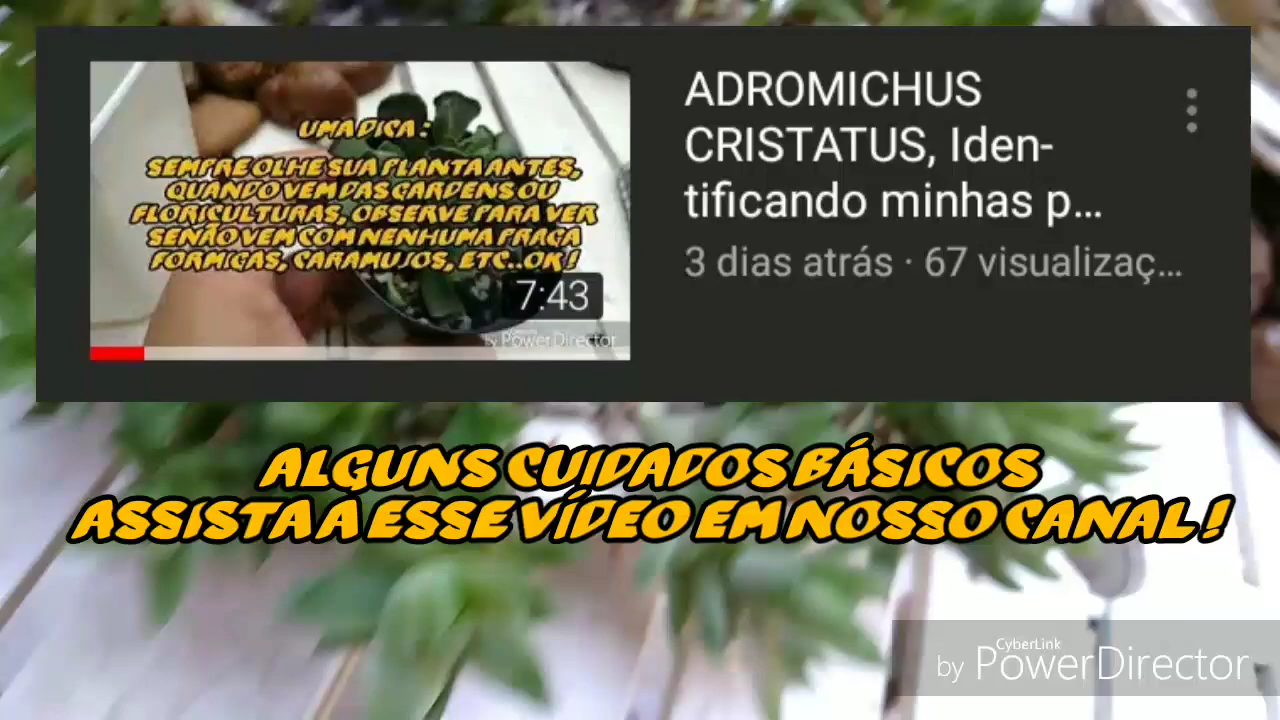 UMA DICA :
SEMPRE OLHE SUA PLANTA ANTES,
QUANDO VEM DAS GARDENS OU
FLORICULTURAS, OBSERVE PARA VER
SENÃO VEM COM NENHUMA PRAGA
FORMIGAS, CARAMUJOS, ETC..OK !
7:43
by PowerDirector
ADROMICHUS
CRISTATUS, Iden-
tificando minhas p...
3 dias atrás · 67 visualizaç...
ALGUNS CUIDADOS BÁSICOS
ASSISTA A ESSE VÍDEO EM NOSSO CANAL !
CyberLink
by PowerDirector